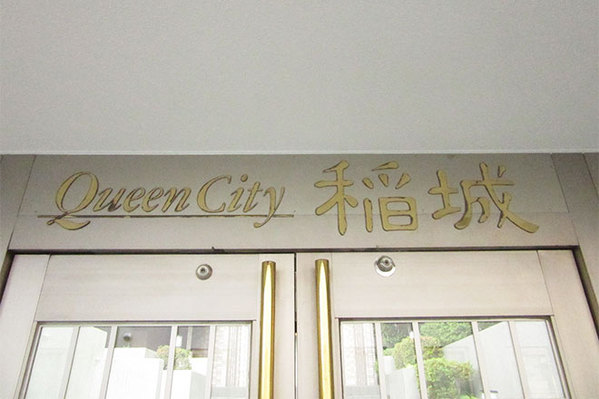 Queen City 稲城